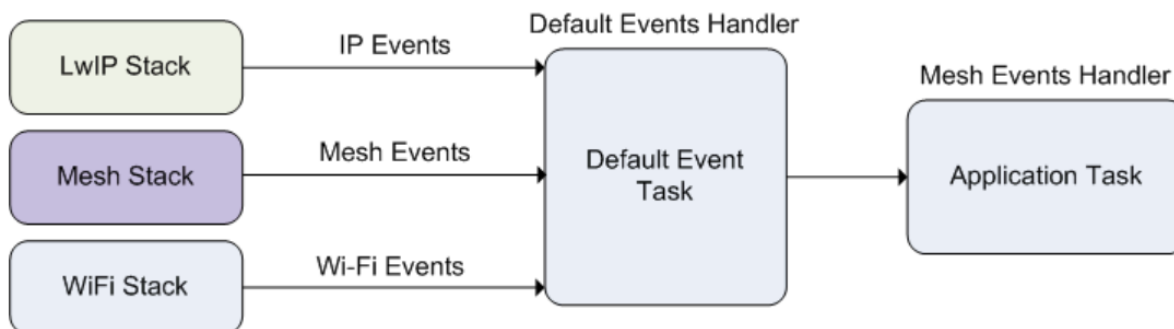 Default Events Handler
LwIP Stack
IP Events
Mesh Events Handler
Mesh Stack
Mesh Events
Default Event
Task
Application Task
WiFi Stack
Wi-Fi Events